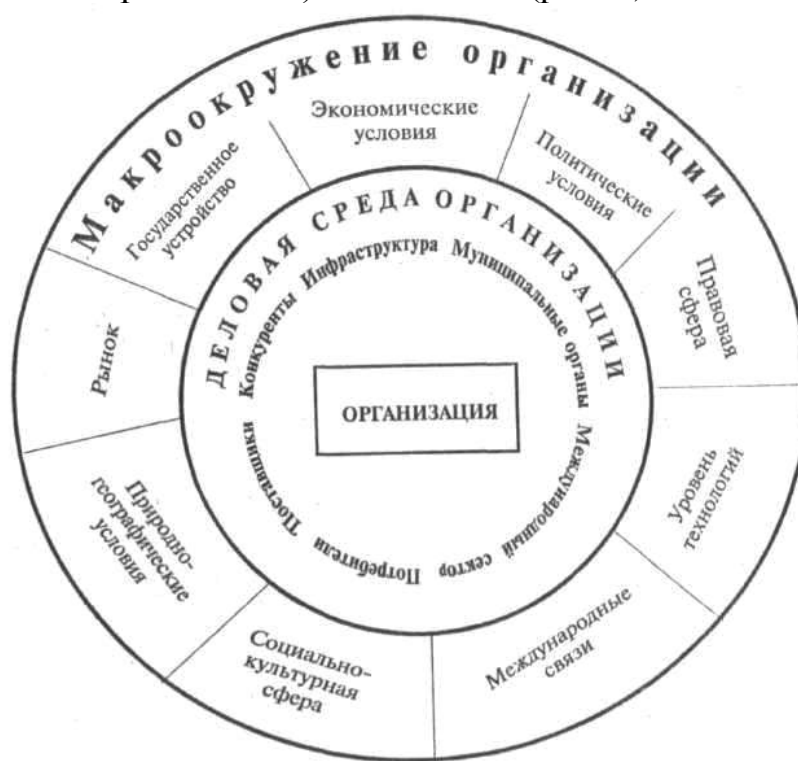 Макроокружение организации
Экономические
условия
Политические
условия
Правовая
сфера
Уровень
технологий
Международные
связи
Социально-
культурная
сфера
Природно-
географические
условия
Рынок
Государственное
устройство
ДЕЛОВАЯ СРЕДА ОРГАНИЗАЦИИ
Конкуренты Инфраструктура Муниципальные органы Международный сектор Потребители Поставщики
ОРГАНИЗАЦИЯ